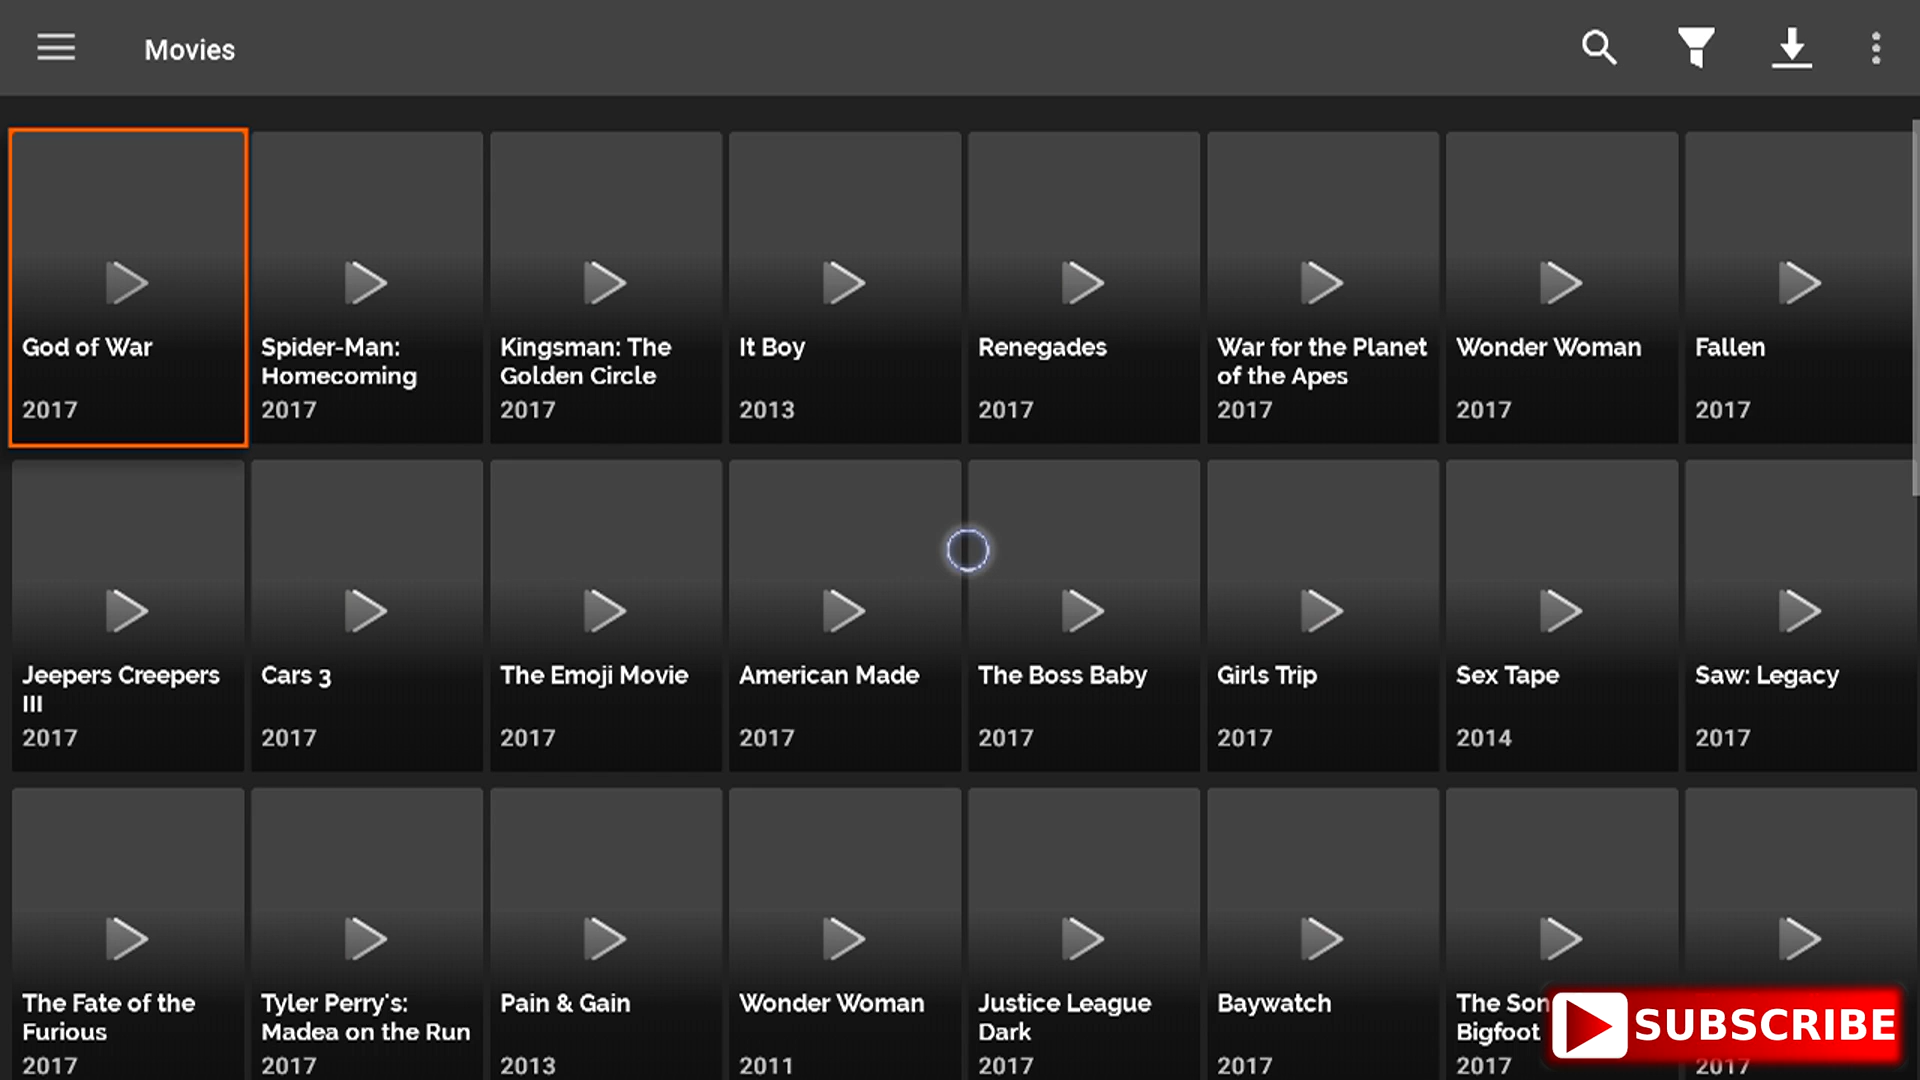 Movies
God of War
2017
Spider-Man:
Homecoming
2017
Kingsman: The
Golden Circle
2017
It Boy
2013
Renegades
2017
War for the Planet
of the Apes
2017
Wonder Woman
2017
Fallen
2017
Jeepers Creepers
III
2017
Cars 3
2017
The Emoji Movie
2017
American Made
2017
The Boss Baby
2017
Girls Trip
2017
Sex Tape
2014
Saw: Legacy
2017
The Fate of the
Furious
2017
Tyler Perry's:
Madea on the Run
2017
Pain & Gain
2013
Wonder Woman
2011
Justice League
Dark
2017
Baywatch
2017
The Son
Bigfoot
2017
2017
SUBSCRIBE